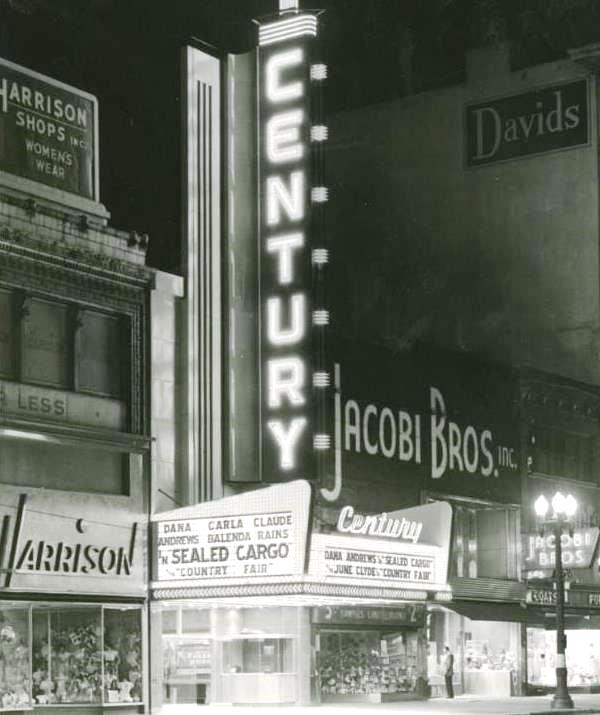 HARRISON
SHOPS INC
WOMEN'S
WEAR
CENTURY
Davids
LESS
JACOBI BROS. INC.
HARRISON
DANA CARLA CLAUDE
ANDREWS BALENDA RAINS
IN SEALED CARGO
"COUNTRY FAIR"
Century
DANA ANDREWS "SEALED CARGO"
JUNE CLYDE "COUNTRY FAIR"
JACOBI
BROS